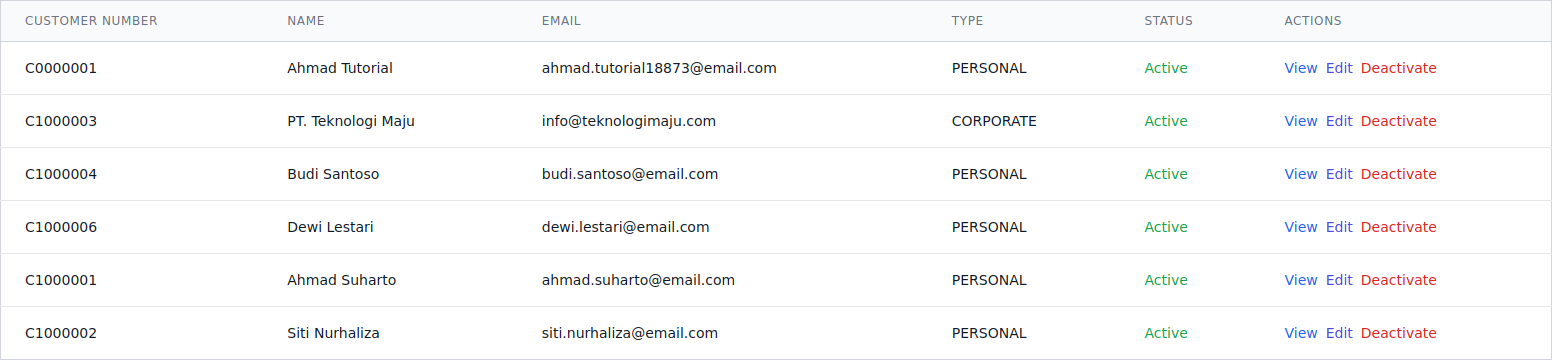 CUSTOMER NUMBER NAME EMAIL TYPE STATUS ACTIONS
C0000001 Ahmad Tutorial ahmad.tutorial18873@email.com PERSONAL Active View Edit Deactivate
C1000003 PT. Teknologi Maju info@teknologimaju.com CORPORATE Active View Edit Deactivate
C1000004 Budi Santoso budi.santoso@email.com PERSONAL Active View Edit Deactivate
C1000006 Dewi Lestari dewi.lestari@email.com PERSONAL Active View Edit Deactivate
C1000001 Ahmad Suharto ahmad.suharto@email.com PERSONAL Active View Edit Deactivate
C1000002 Siti Nurhaliza siti.nurhaliza@email.com PERSONAL Active View Edit Deactivate